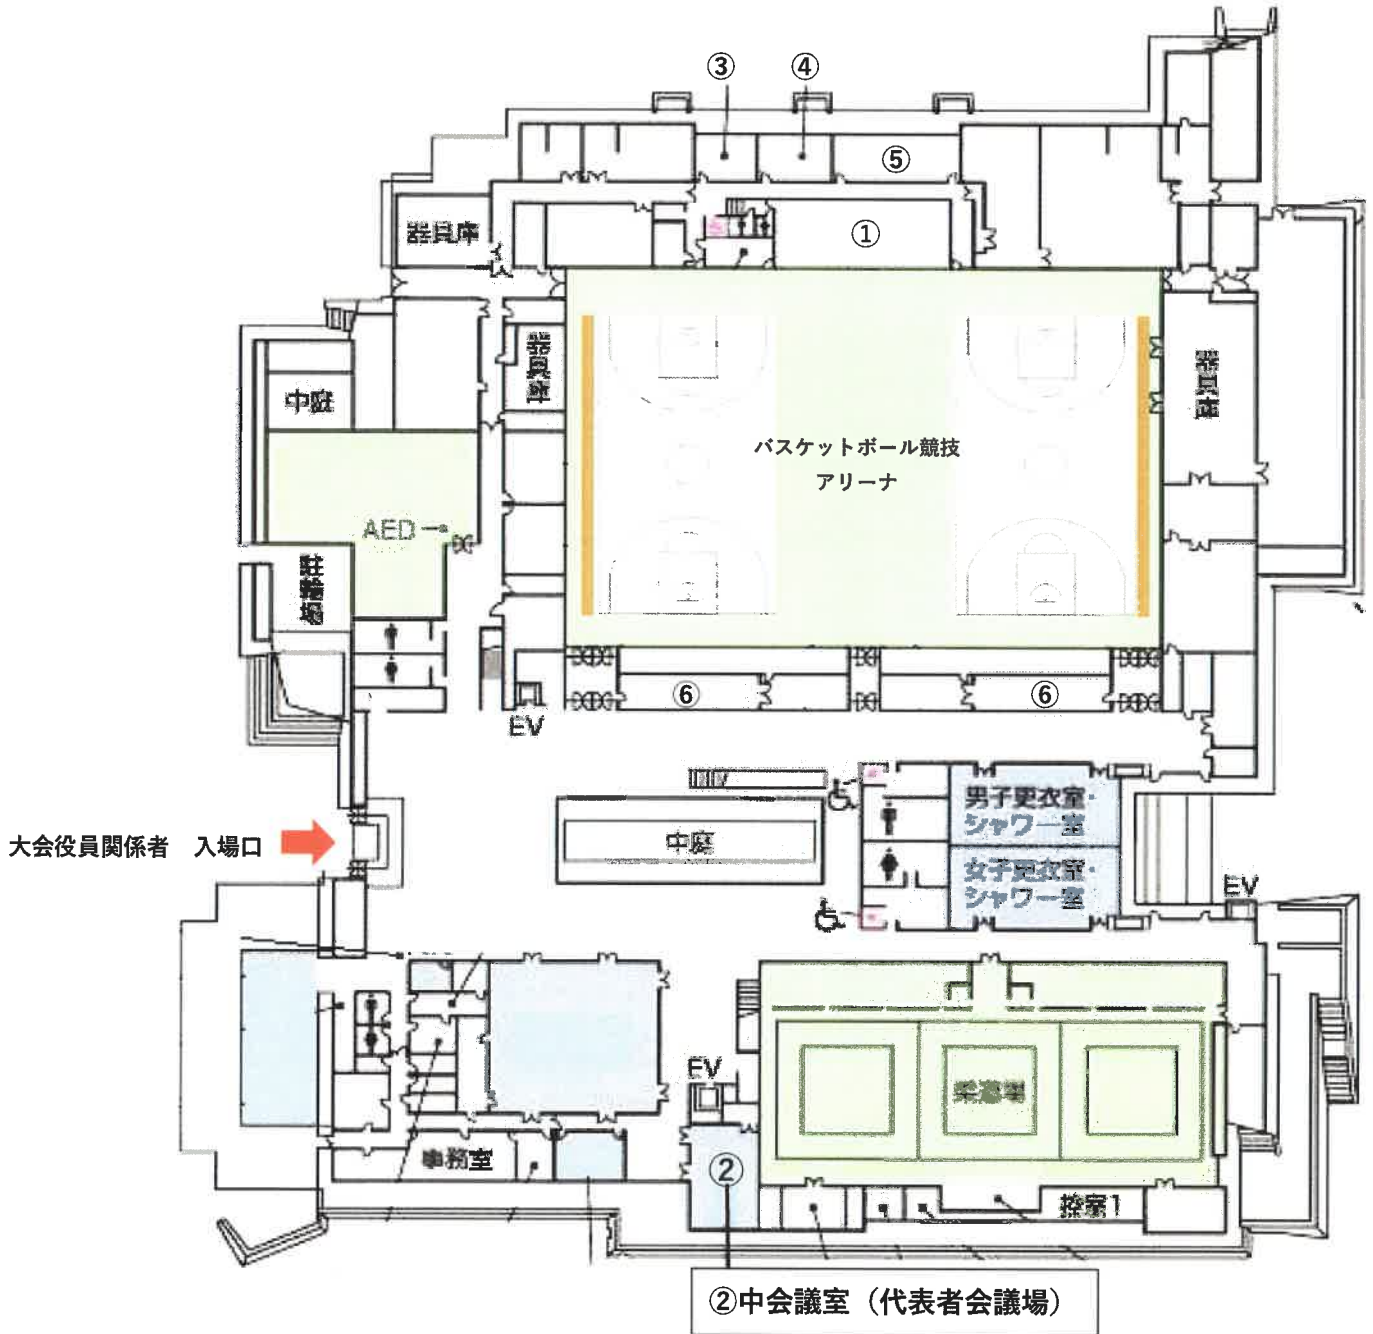 ③
④
⑤
①
器具庫
器具庫
器具庫
中庭
バスケットボール競技
アリーナ
AED→
駐輪場
⑥
⑥
EV
男子更衣室・
シャワー室
大会役員関係者 入場口
中庭
女子更衣室・
シャワー室
EV
EV
柔道場
②
事務室
控室1
②中会議室（代表者会議場）